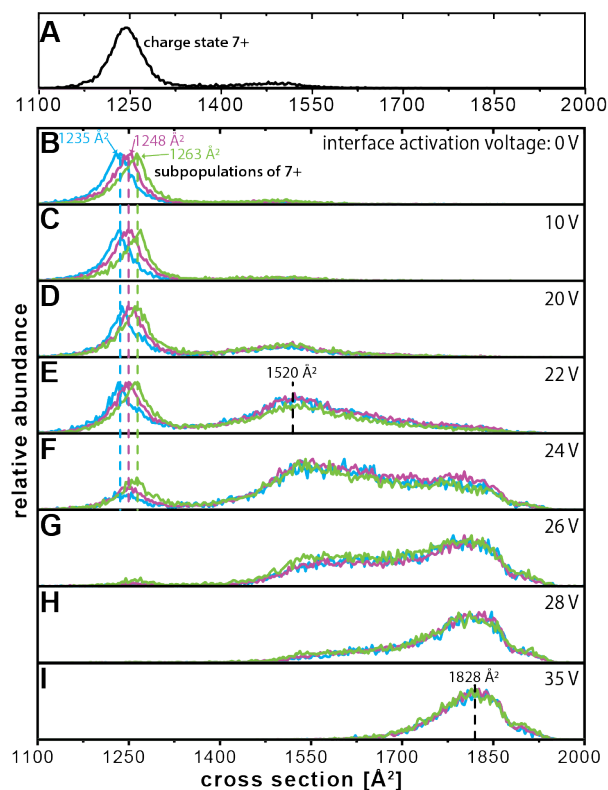 A
charge state 7+
1100 1250 1400 1550 1700 1850 2000
B
1235 Å²
1248 Å²
1263 Å²
interface activation voltage: 0 V
subpopulations of 7+
C
10 V
D
20 V
E
1520 Å²
22 V
F
24 V
G
26 V
H
28 V
I
1828 Å²
35 V
1100 1250 1400 1550 1700 1850 2000
cross section [Å²]
relative abundance